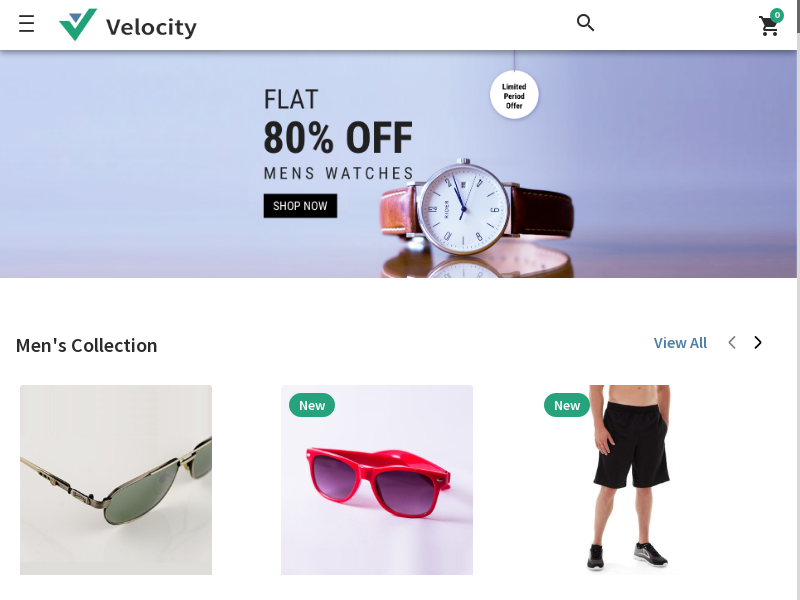 Velocity
0
Limited
Period
Offer
FLAT
80% OFF
MENS WATCHES
SHOP NOW
Men's Collection
View All
New
New